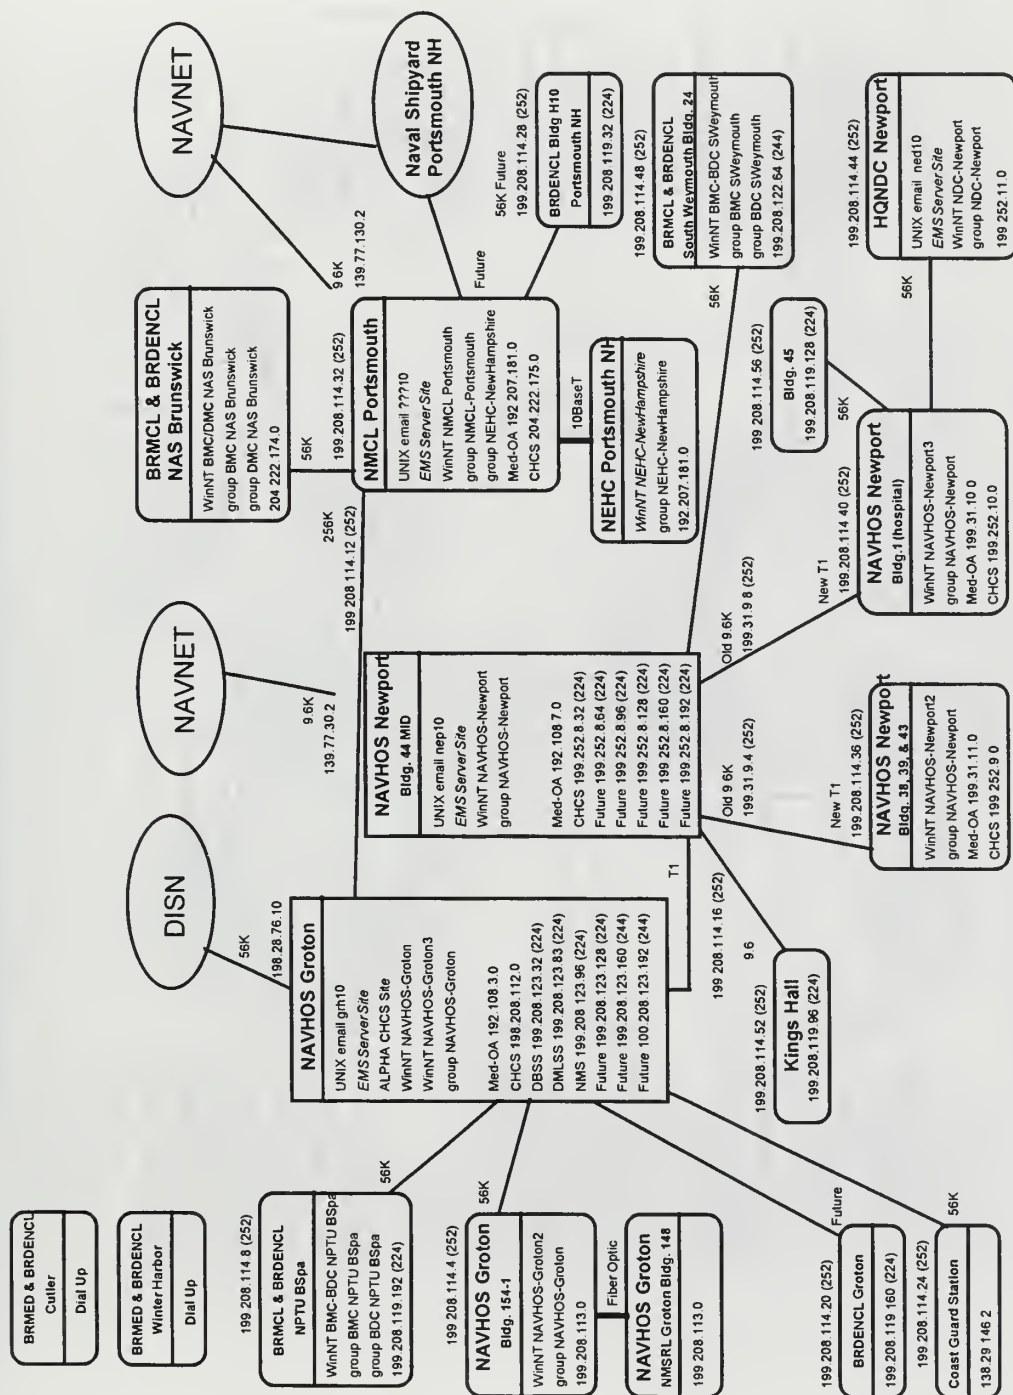 BRMED & BRDENCL
Cutler
Dial Up
BRMED & BRDENCL
Winter Harbor
Dial Up
199 208.114.8 (252)
BRMCL & BRDENCL
NPTU BSpa
WinNT BMC-BDC NPTU BSpa
group BMC NPTU BSpa
group BDC NPTU BSpa
199.208.119.192 (224)
56K
199 208.114.4 (252)
56K
NAVHOS Groton
Bldg. 154-1
WinNT NAVHOS-Groton2
group NAVHOS-Groton
199.208.113.0
Fiber Optic
NAVHOS Groton
NMSRL Groton Bldg. 148
199 208.113.0
Future
199.208.114.20 (252)
BRDENCL Groton
199.208.119 160 (224)
199 208.114.24 (252)
56K
Coast Guard Station
138.29 146 2
DISN
56K
198.28.76.10
NAVHOS Groton
UNIX email grh10
EMS Server Site
ALPHA CHCS Site
WinNT NAVHOS-Groton
WinNT NAVHOS-Groton3
group NAVHOS-Groton
Med-OA 192.108.3.0
CHCS 198.208.112.0
DBSS 199.208.123.32 (224)
DMLSS 199.208.123.83 (224)
NMS 199.208 123.96 (224)
Future 199.208.123.128 (224)
Future 199.208.123.160 (244)
Future 100.208.123.192 (244)
T1
199 208.114.16 (252)
9.6
199.208.114.52 (252)
Kings Hall
199.208.119.96 (224)
NAVNET
9.6K
139.77.30.2
256K
199 208 114.12 (252)
NAVHOS Newport
Bldg. 44 MID
UNIX email nep10
EMS Server Site
WinNT NAVHOS-Newport
group NAVHOS-Newport
Med-OA 192.108 7.0
CHCS 199.252.8.32 (224)
Future 199.252.8.64 (224)
Future 199.252.8.96 (224)
Future 199.252.8.128 (224)
Future 199.252.8.160 (224)
Future 199.252.8.192 (224)
Old 9 6K
199.31.9.4 (252)
New T1
199.208.114.36 (252)
NAVHOS Newport
Bldg. 38, 39, & 43
WinNT NAVHOS-Newport2
group NAVHOS-Newport
Med-OA 199.31.11.0
CHCS 199 252.9 0
Old 9.6K
199.31.9 8 (252)
New T1
199.208.114 40 (252)
NAVHOS Newport
Bldg.1 (hospital)
WinNT NAVHOS-Newport3
group NAVHOS-Newport
Med-OA 199.31.10 0
CHCS 199.252.10.0
BRMCL & BRDENCL
NAS Brunswick
WinNT BMC/DMC NAS Brunswick
group BMC NAS Brunswick
group DMC NAS Brunswick
204 222.174.0
56K
199.208.114.32 (252)
NMCL Portsmouth
UNIX email ????10
EMS Server Site
WinNT NMCL Portsmouth
group NMCL-Portsmouth
group NEHC-NewHampshire
Med-OA 192 207.181.0
CHCS 204.222.175.0
10BaseT
NEHC Portsmouth NH
WinNT NEHC-NewHampshire
group NEHC-NewHampshire
192.207.181.0
NAVNET
9 6K
139.77.130.2
Naval Shipyard
Portsmouth NH
Future
56K Future
199.208.114.28 (252)
BRDENCL Bldg H10
Portsmouth NH
199 208 119.32 (224)
199.208.114.48 (252)
BRMCL & BRDENCL
South Weymouth Bldg. 24
WinNT BMC-BDC SWeymouth
group BMC SWeymouth
group BDC SWeymouth
199.208.122.64 (244)
56K
199 208.114.56 (252)
Bldg. 45
199.208.119.128 (224)
56K
56K
199.208.114.44 (252)
HQNDC Newport
UNIX email ned10
EMS Server Site
WinNT NDC-Newport
group NDC-Newport
199 252.11.0